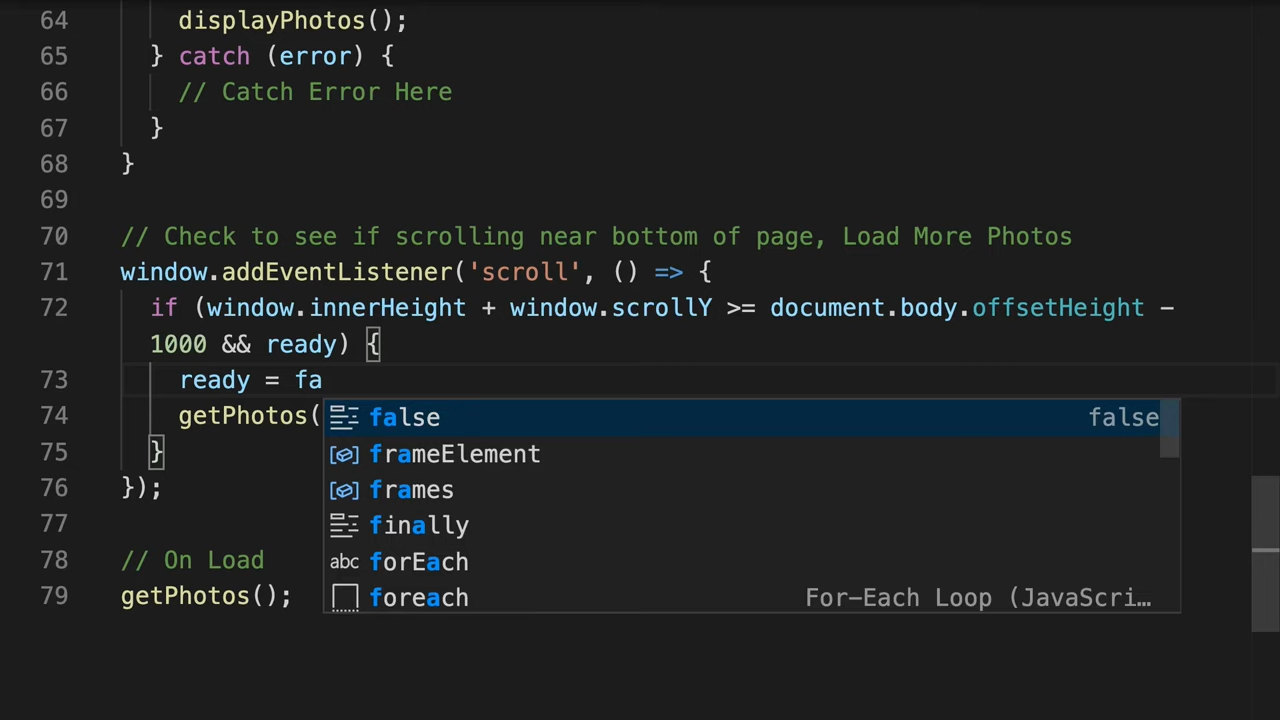 64 displayPhotos();
65 } catch (error) {
66 // Catch Error Here
67 }
68 }
69
70 // Check to see if scrolling near bottom of page, Load More Photos
71 window.addEventListener('scroll', () => {
72 if (window.innerHeight + window.scrollY >= document.body.offsetHeight -
1000 && ready) {
73 ready = fa
74 getPhotos(
false false
75 }
frameElement
76 });
frames
77
finally
78 // On Load
abc forEach
79 getPhotos();
foreach For-Each Loop (JavaScri…